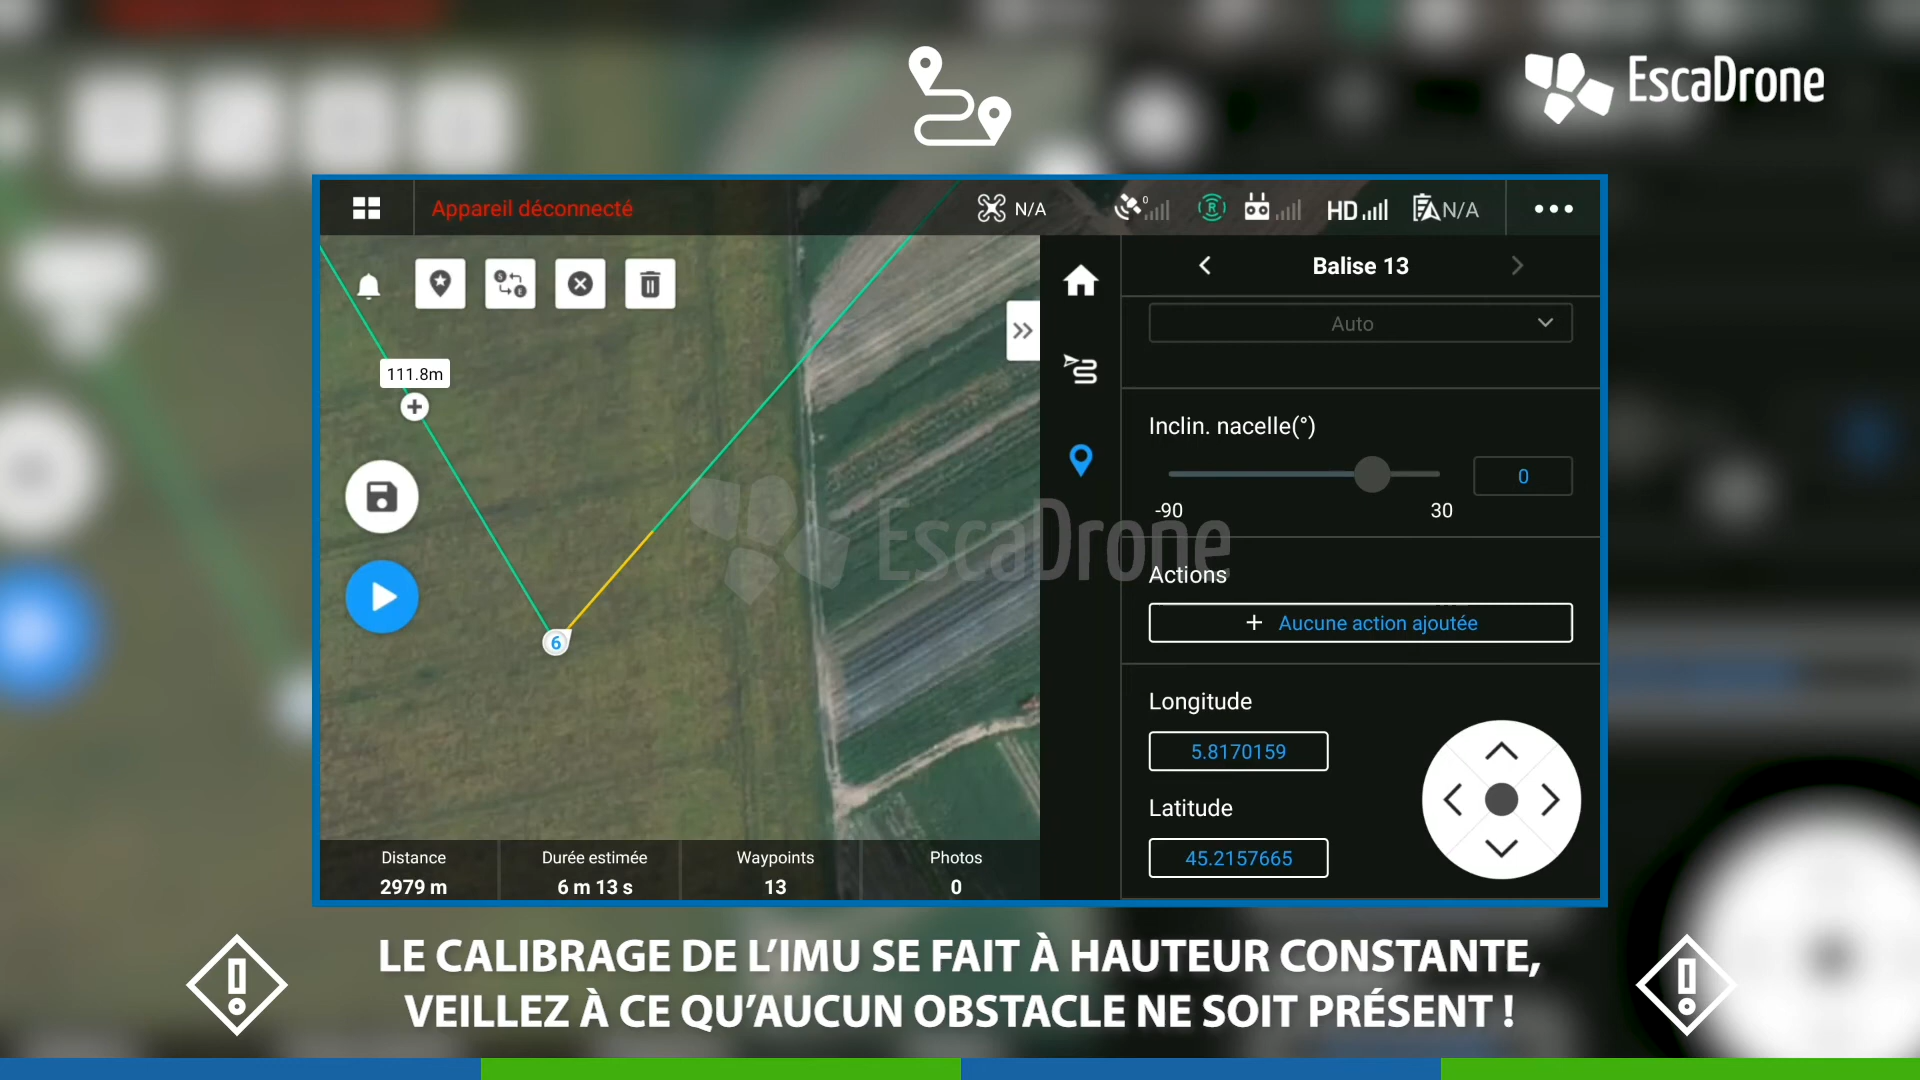 EscaDrone
Appareil déconnecté
N/A
0
R
HD
N/A
Balise 13
Auto
111.8m
S
E
Inclin. nacelle(°)
0
-90
30
EscaDrone
Actions
+ Aucune action ajoutée
6
Longitude
5.8170159
Latitude
45.2157665
Distance
Durée estimée
Waypoints
Photos
2979 m
6 m 13 s
13
0
LE CALIBRAGE DE L’IMU SE FAIT À HAUTEUR CONSTANTE,
VEILLEZ À CE QU’AUCUN OBSTACLE NE SOIT PRÉSENT !